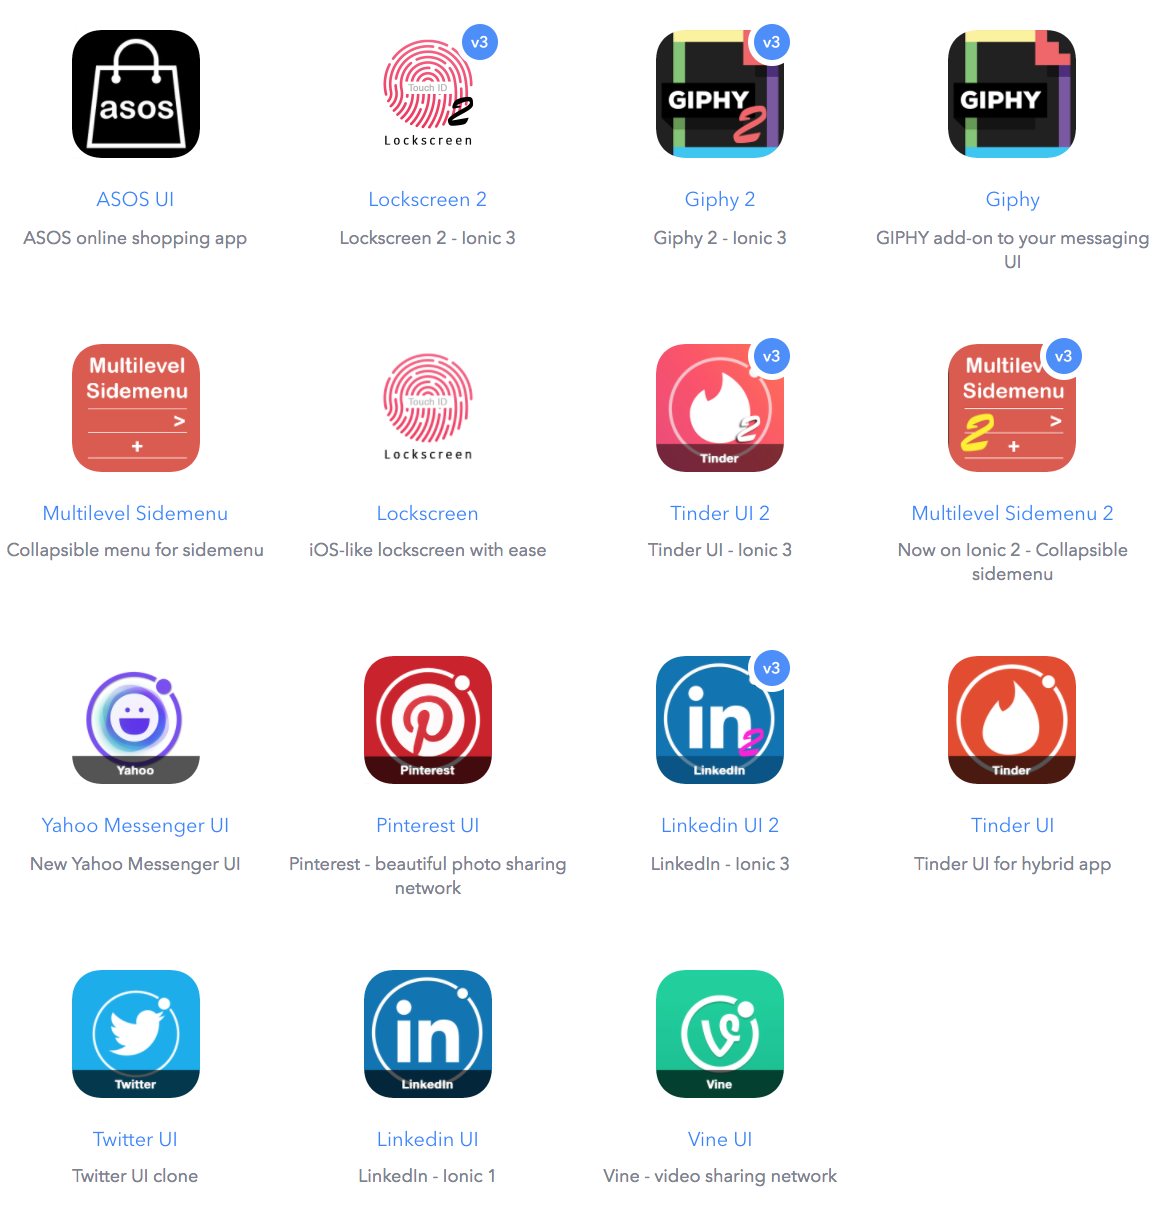 asos
Touch ID
2
Lockscreen
v3
GIPHY
2
v3
GIPHY
ASOS UI
Lockscreen 2
Giphy 2
Giphy
ASOS online shopping app
Lockscreen 2 - Ionic 3
Giphy 2 - Ionic 3
GIPHY add-on to your messaging
UI
Multilevel
Sidemenu
>
+
Touch ID
Lockscreen
2
Tinder
v3
Multilevel
Sidemenu
2
>
+
v3
Multilevel Sidemenu
Lockscreen
Tinder UI 2
Multilevel Sidemenu 2
Collapsible menu for sidemenu
iOS-like lockscreen with ease
Tinder UI - Ionic 3
Now on Ionic 2 - Collapsible
sidemenu
Yahoo
Pinterest
in
2
LinkedIn
v3
Tinder
Yahoo Messenger UI
Pinterest UI
Linkedin UI 2
Tinder UI
New Yahoo Messenger UI
Pinterest - beautiful photo sharing
network
LinkedIn - Ionic 3
Tinder UI for hybrid app
Twitter
in
LinkedIn
Vine
Twitter UI
Linkedin UI
Vine UI
Twitter UI clone
LinkedIn - Ionic 1
Vine - video sharing network